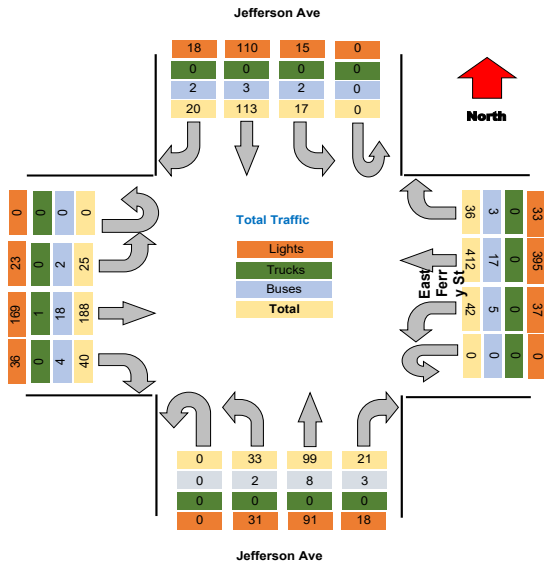 Jefferson Ave
18 110 15 0
0 0 0 0
2 3 2 0
20 113 17 0
North
0 0 0 0
23 0 2 25
169 1 18 188
36 0 4 40
Total Traffic
Lights
Trucks
Buses
Total
36 3 0 33
412 17 0 395
42 5 0 37
0 0 0 0
East
Ferr
y St
0 33 99 21
0 2 8 3
0 0 0 0
0 31 91 18
Jefferson Ave